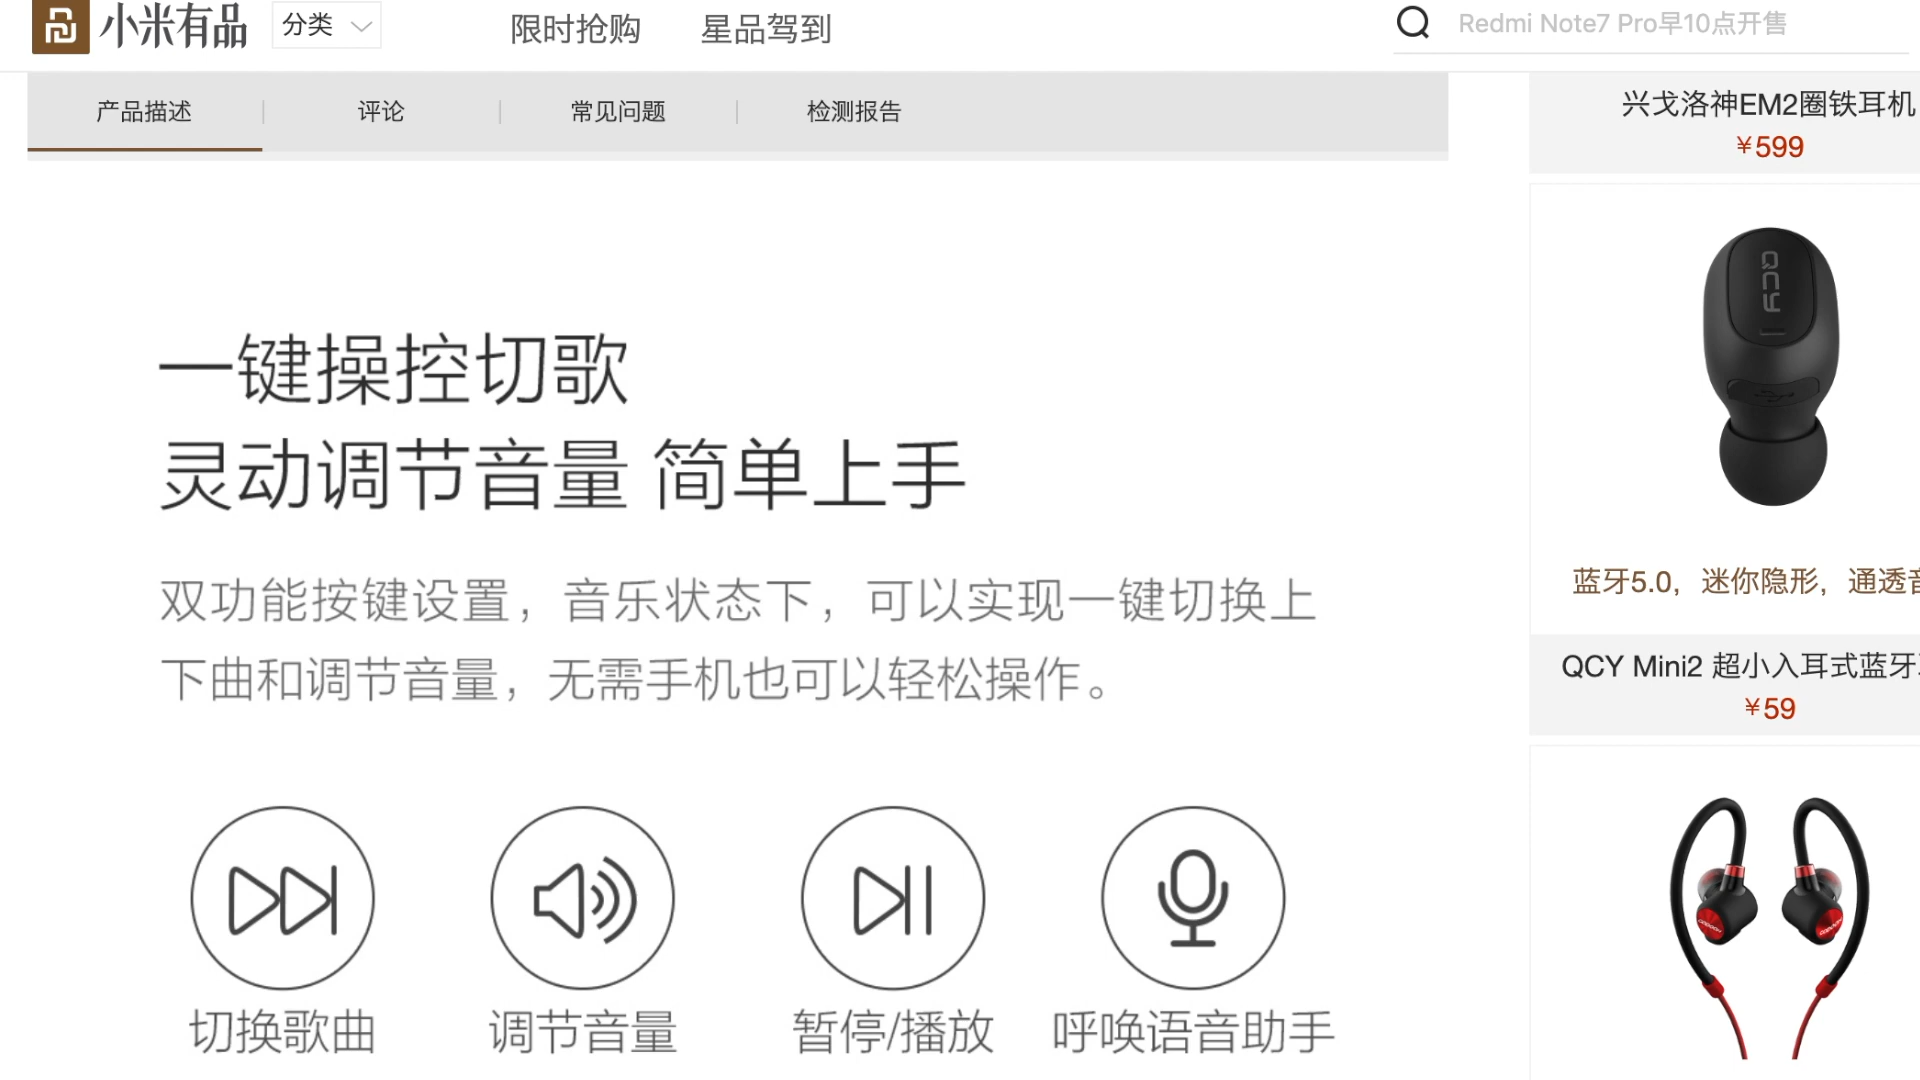 小米有品
分类
限时抢购
星品驾到
Redmi Note7 Pro早10点开售
产品描述
评论
常见问题
检测报告
兴戈洛神EM2圈铁耳机
¥599
一键操控切歌
灵动调节音量 简单上手
双功能按键设置，音乐状态下，可以实现一键切换上
下曲和调节音量，无需手机也可以轻松操作。
切换歌曲
调节音量
暂停/播放
呼唤语音助手
QCY
蓝牙5.0，迷你隐形，通透
QCY Mini2 超小入耳式蓝牙
¥59